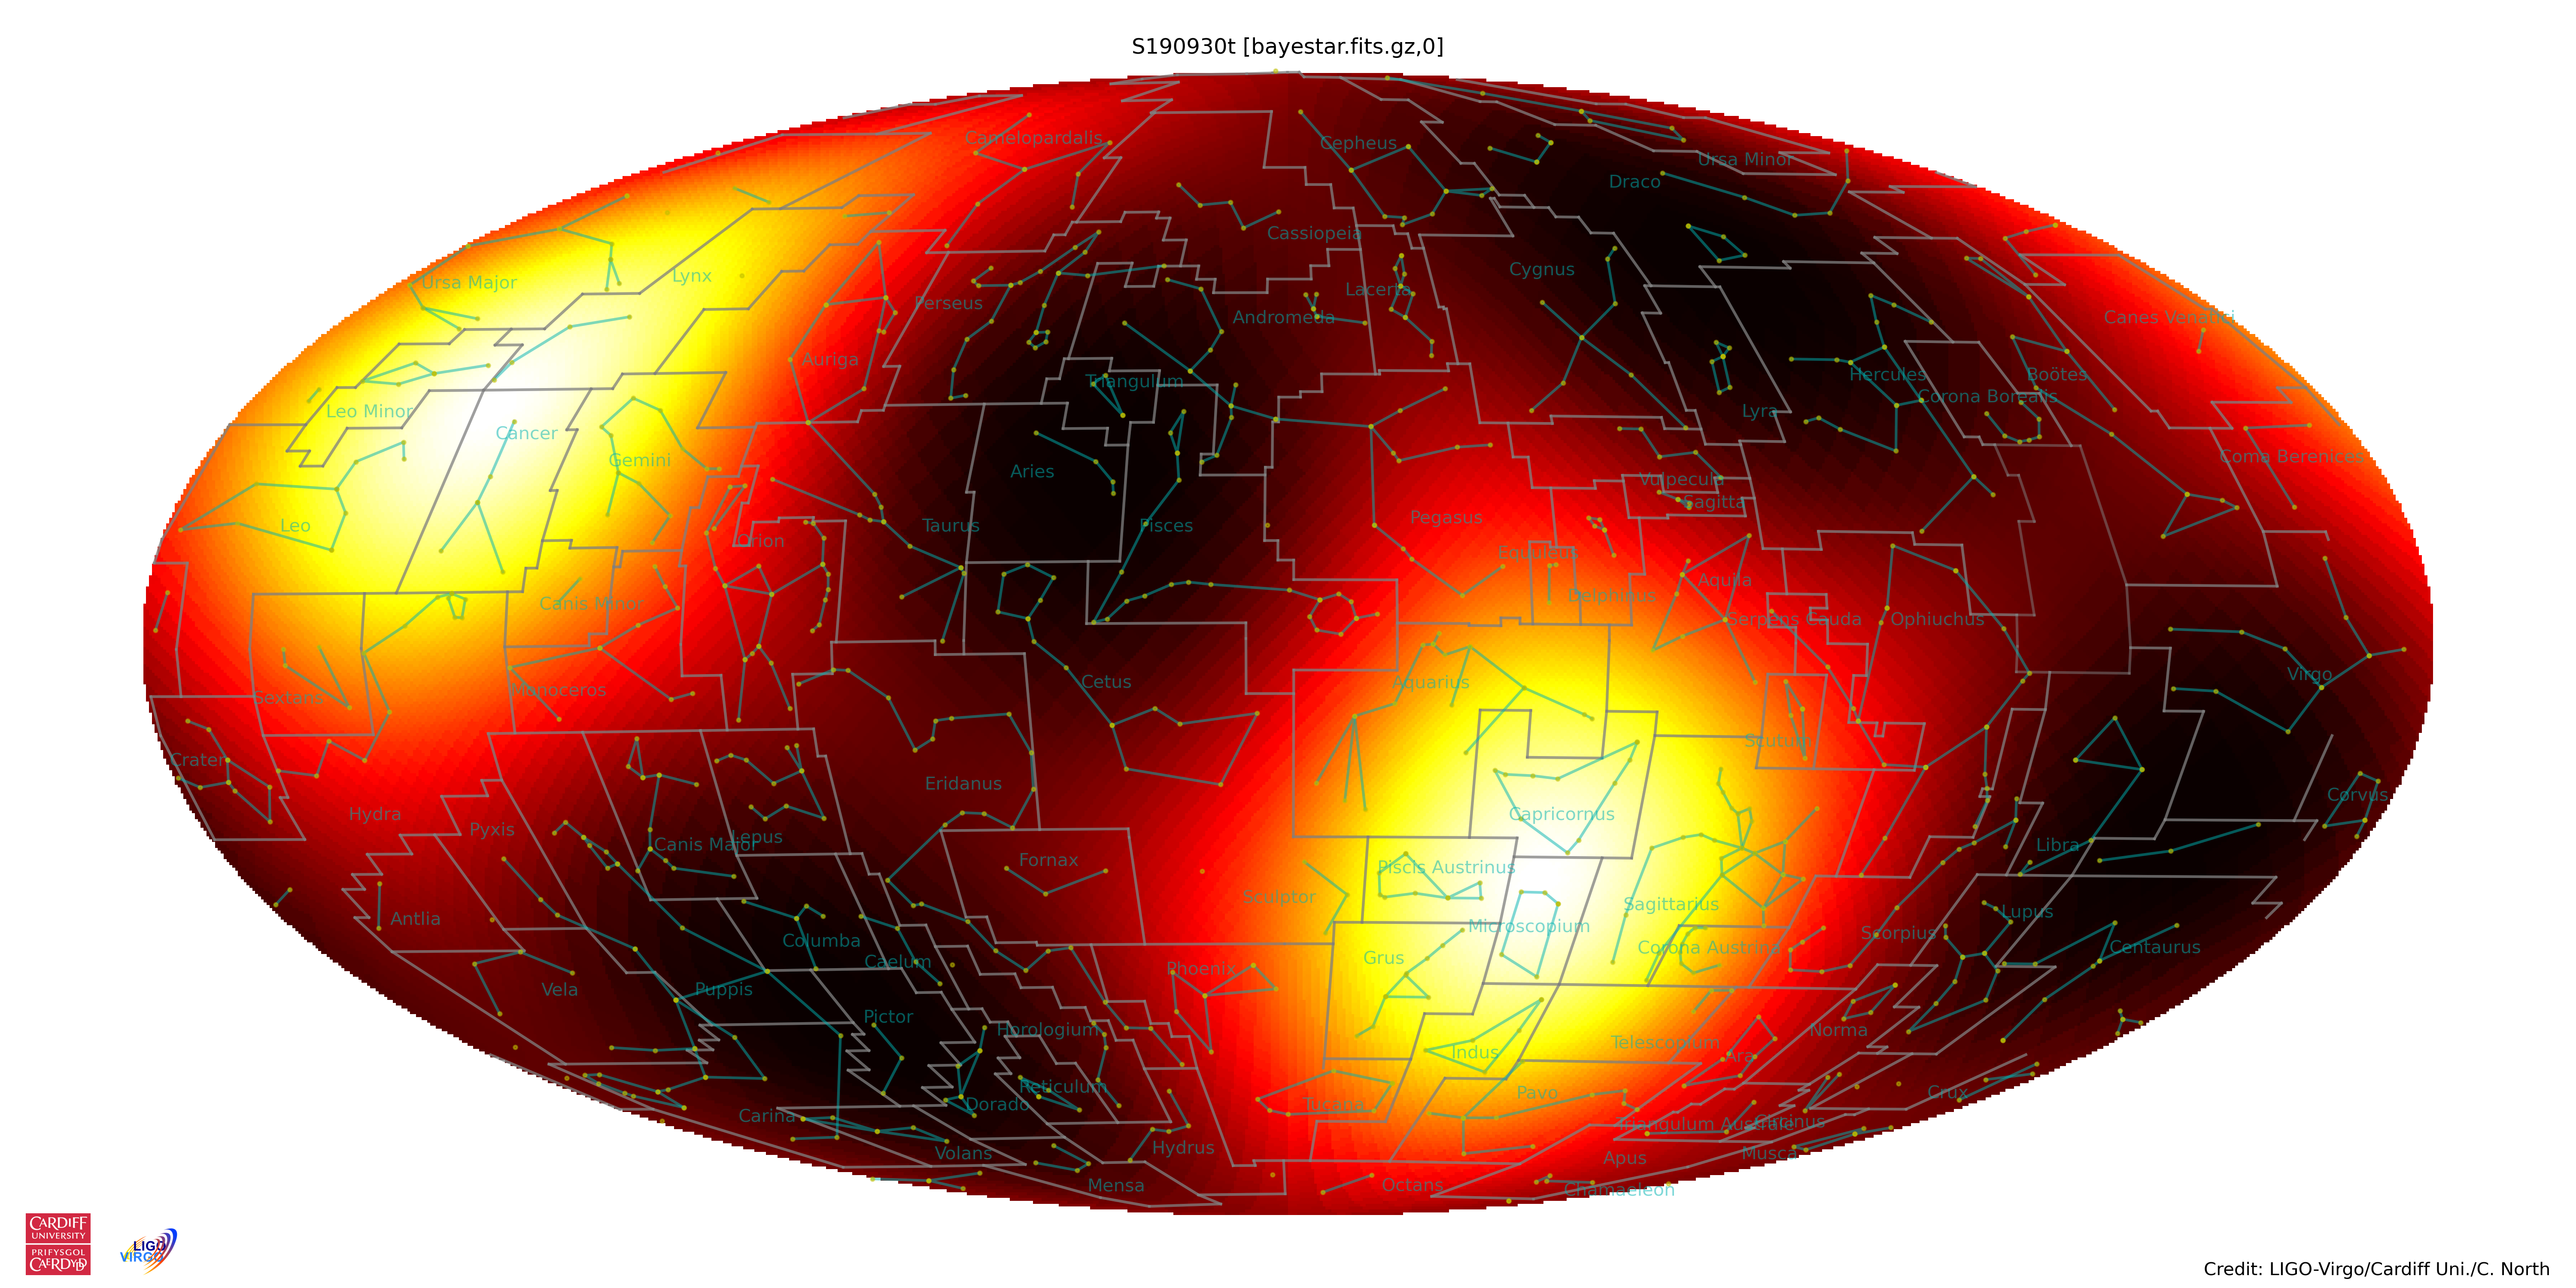 S190930t [bayestar.fits.gz,0]
Camelopardalis
Cepheus
Ursa Minor
Draco
Cassiopeia
Cygnus
Ursa Major
Lynx
Lacerta
Perseus
Andromeda
Canes Venatici
Auriga
Triangulum
Hercules
Boötes
Corona Borealis
Leo Minor
Lyra
Cancer
Gemini
Aries
Coma Berenices
Vulpecula
Sagitta
Pegasus
Leo
Taurus
Pisces
Orion
Equuleus
Aquila
Delphinus
Canis Minor
Serpens Cauda
Ophiuchus
Virgo
Cetus
Aquarius
Monoceros
Sextans
Scutum
Crater
Eridanus
Corvus
Hydra
Capricornus
Pyxis
Lepus
Canis Major
Libra
Fornax
Piscis Austrinus
Sculptor
Sagittarius
Lupus
Antlia
Microscopium
Scorpius
Columba
Corona Austrina
Centaurus
Grus
Caelum
Phoenix
Vela
Puppis
Pictor
Horologium
Norma
Telescopium
Indus
Ara
Reticulum
Pavo
Crux
Dorado
Tucana
Carina
Triangulum Australe
Circinus
Hydrus
Volans
Musca
Apus
Mensa
Octans
Chamaeleon
CARDIFF
UNIVERSITY
PRIFYSGOL
CAERDYDD
LIGO
VIRGO
Credit: LIGO-Virgo/Cardiff Uni./C. North